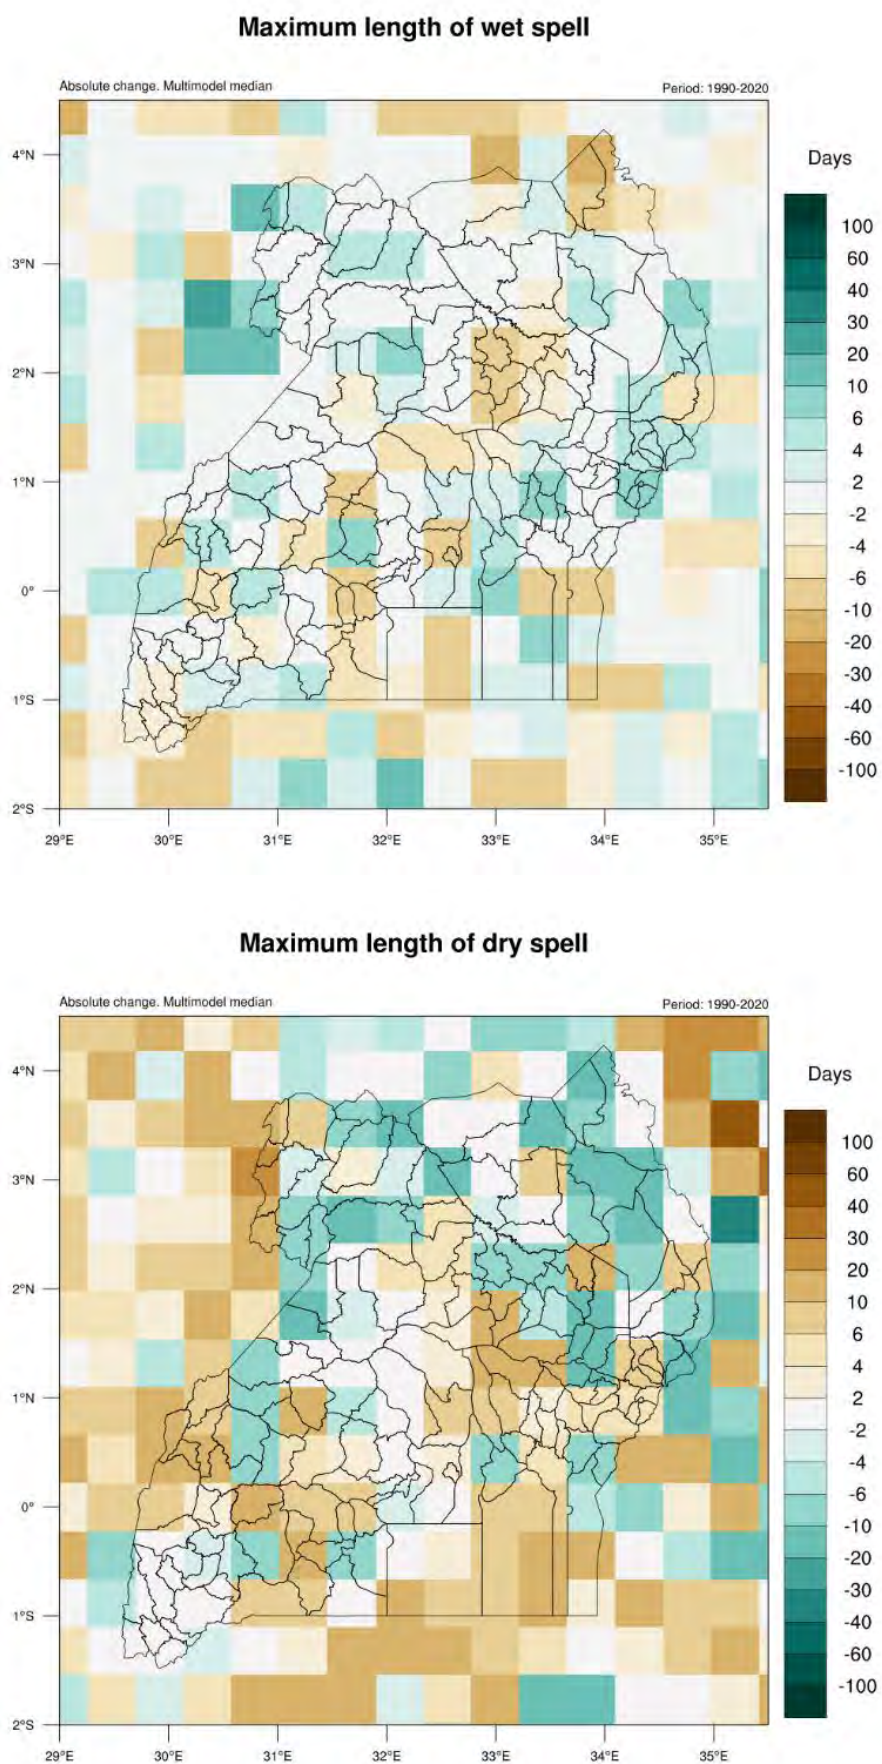 Maximum length of wet spell
Absolute change. Multimodel median
Period: 1990-2020
Days
4°N
3°N
2°N
1°N
0°
1°S
2°S
29°E
30°E
31°E
32°E
33°E
34°E
35°E
100
60
40
30
20
10
6
4
2
-2
-4
-6
-10
-20
-30
-40
-60
-100
Maximum length of dry spell
Absolute change. Multimodel median
Period: 1990-2020
Days
4°N
3°N
2°N
1°N
0°
1°S
2°S
29°E
30°E
31°E
32°E
33°E
34°E
35°E
100
60
40
30
20
10
6
4
2
-2
-4
-6
-10
-20
-30
-40
-60
-100